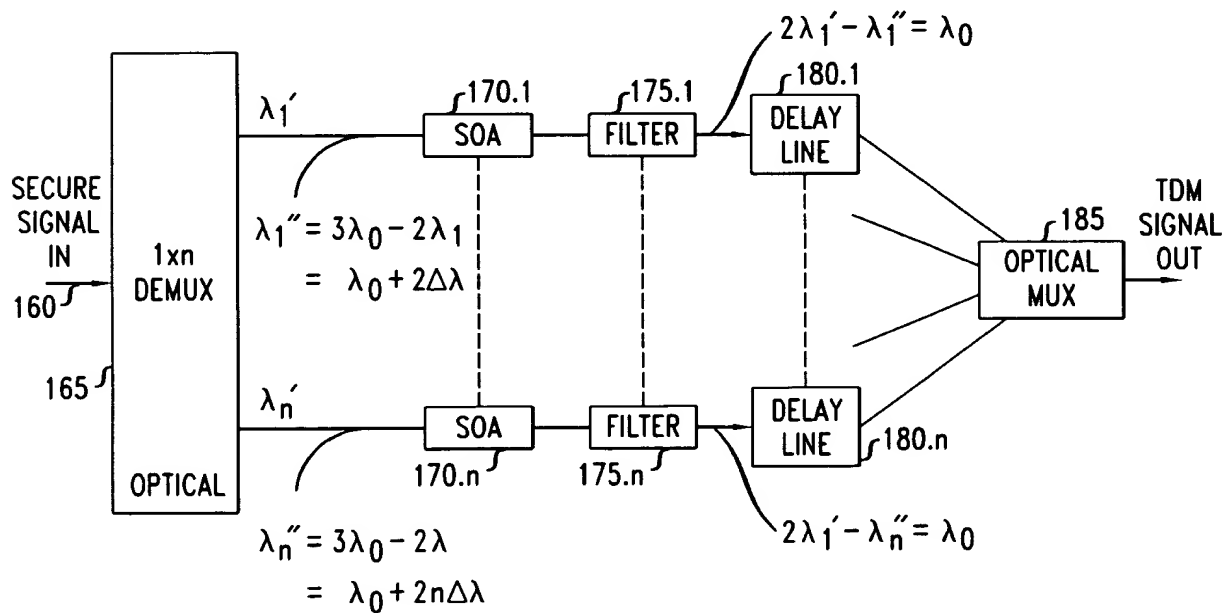 2λ₁′ − λ₁″ = λ₀
170.1
175.1
180.1
λ₁′
SOA
FILTER
DELAY
LINE
SECURE
SIGNAL
IN
160
165
1xn
DEMUX
OPTICAL
λ₁″ = 3λ₀ − 2λ₁
= λ₀ + 2Δλ
185
OPTICAL
MUX
TDM
SIGNAL
OUT
λₙ′
SOA
FILTER
DELAY
LINE
170.n
175.n
180.n
λₙ″ = 3λ₀ − 2λ
= λ₀ + 2nΔλ
2λ₁′ − λₙ″ = λ₀